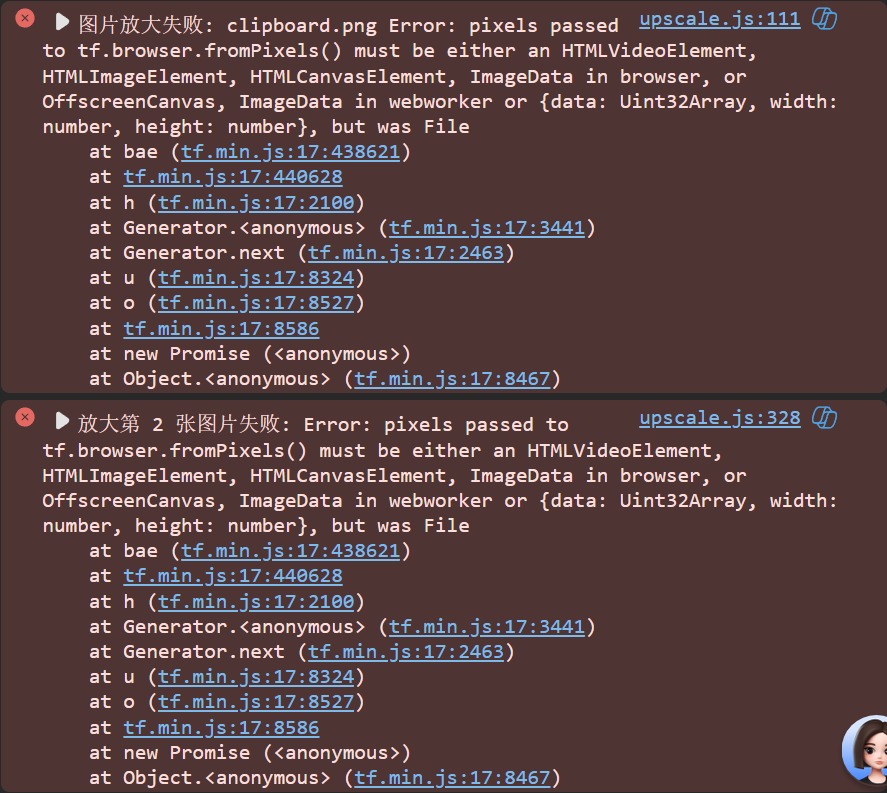 图片放大失败: clipboard.png Error: pixels passed upscale.js:111
to tf.browser.fromPixels() must be either an HTMLVideoElement,
HTMLImageElement, HTMLCanvasElement, ImageData in browser, or
OffscreenCanvas, ImageData in webworker or {data: Uint32Array, width:
number, height: number}, but was File
at bae (tf.min.js:17:438621)
at tf.min.js:17:440628
at h (tf.min.js:17:2100)
at Generator.<anonymous> (tf.min.js:17:3441)
at Generator.next (tf.min.js:17:2463)
at u (tf.min.js:17:8324)
at o (tf.min.js:17:8527)
at tf.min.js:17:8586
at new Promise (<anonymous>)
at Object.<anonymous> (tf.min.js:17:8467)
放大第 2 张图片失败: Error: pixels passed to upscale.js:328
tf.browser.fromPixels() must be either an HTMLVideoElement,
HTMLImageElement, HTMLCanvasElement, ImageData in browser, or
OffscreenCanvas, ImageData in webworker or {data: Uint32Array, width:
number, height: number}, but was File
at bae (tf.min.js:17:438621)
at tf.min.js:17:440628
at h (tf.min.js:17:2100)
at Generator.<anonymous> (tf.min.js:17:3441)
at Generator.next (tf.min.js:17:2463)
at u (tf.min.js:17:8324)
at o (tf.min.js:17:8527)
at tf.min.js:17:8586
at new Promise (<anonymous>)
at Object.<anonymous> (tf.min.js:17:8467)